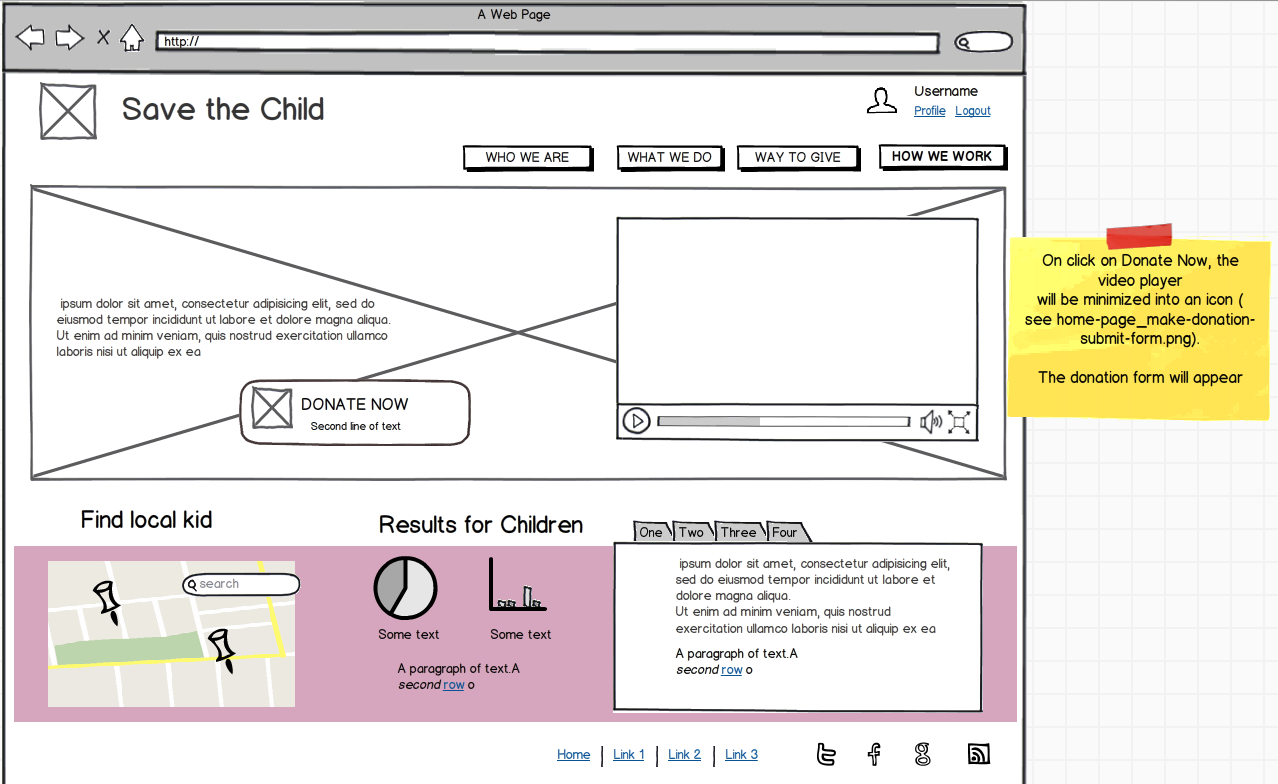 A Web Page
http://
Save the Child
Username
Profile Logout
WHO WE ARE
WHAT WE DO
WAY TO GIVE
HOW WE WORK
ipsum dolor sit amet, consectetur adipisicing elit, sed do
eiusmod tempor incididunt ut labore et dolore magna aliqua.
Ut enim ad minim veniam, quis nostrud exercitation ullamco
laboris nisi ut aliquip ex ea
DONATE NOW
Second line of text
On click on Donate Now, the
video player
will be minimized into an icon (
see home-page_make-donation-
submit-form.png).
The donation form will appear
Find local kid
search
Results for Children
Some text
Some text
A paragraph of text.A
second row o
One Two Three Four
ipsum dolor sit amet, consectetur adipisicing elit,
sed do eiusmod tempor incididunt ut labore et
dolore magna aliqua.
Ut enim ad minim veniam, quis nostrud
exercitation ullamco laboris nisi ut aliquip ex ea
A paragraph of text.A
second row o
Home Link 1 Link 2 Link 3